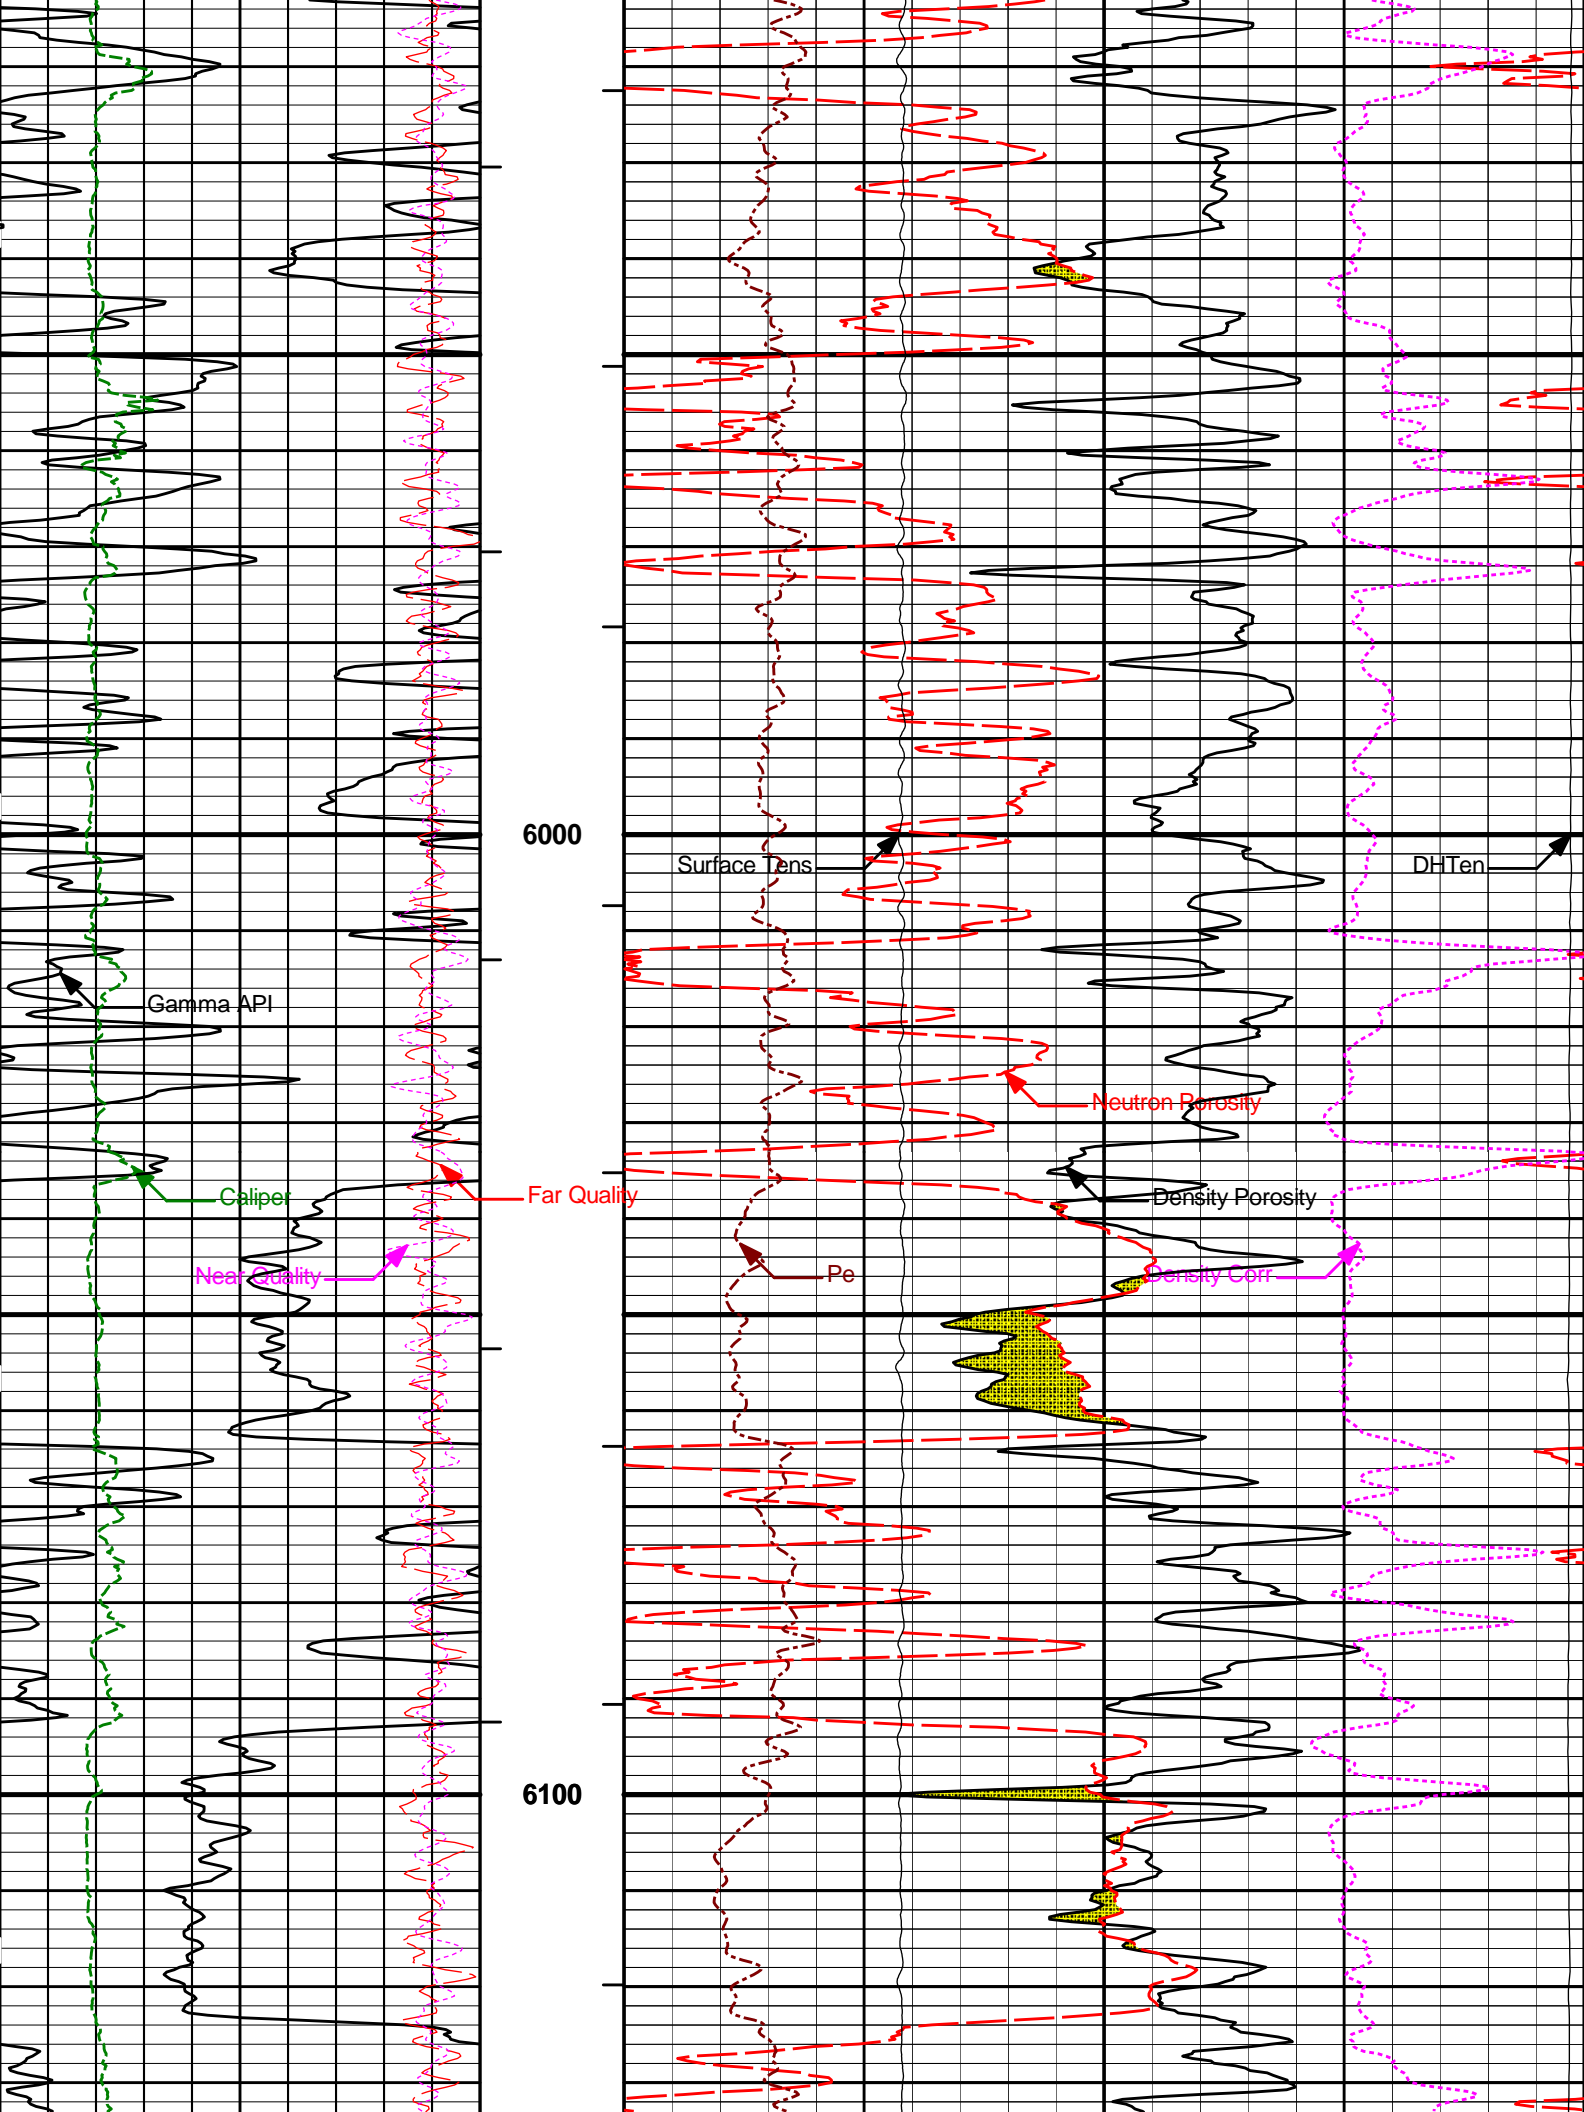 6000
Surface Tens
DHTen
Gamma API
Neutron Porosity
Caliper
Far Quality
Density Porosity
Near Quality
Pe
Density Corr
6100